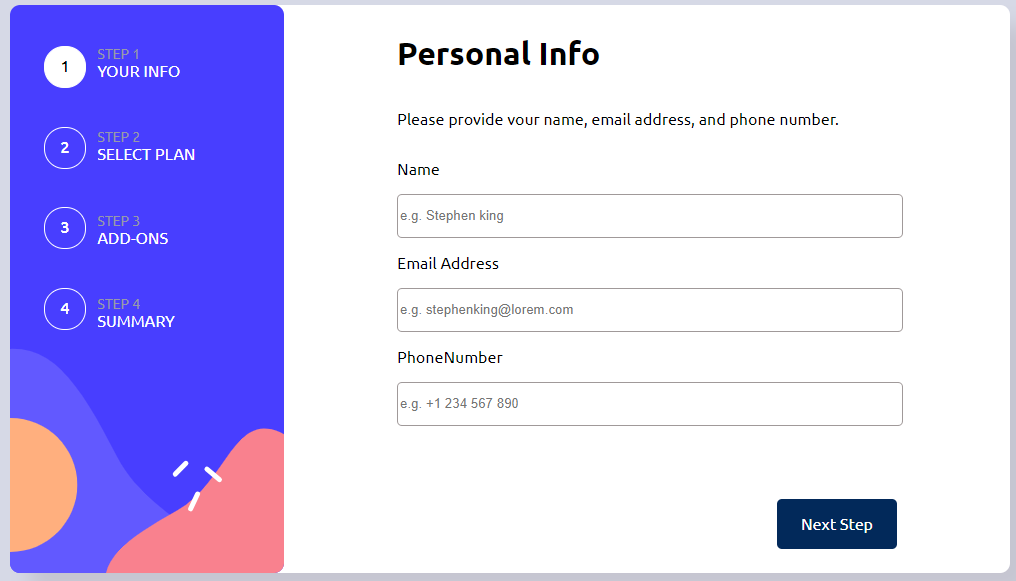 1
STEP 1
YOUR INFO
2
STEP 2
SELECT PLAN
3
STEP 3
ADD-ONS
4
STEP 4
SUMMARY
Personal Info
Please provide your name, email address, and phone number.
Name
e.g. Stephen king
Email Address
e.g. stephenking@lorem.com
PhoneNumber
e.g. +1 234 567 890
Next Step